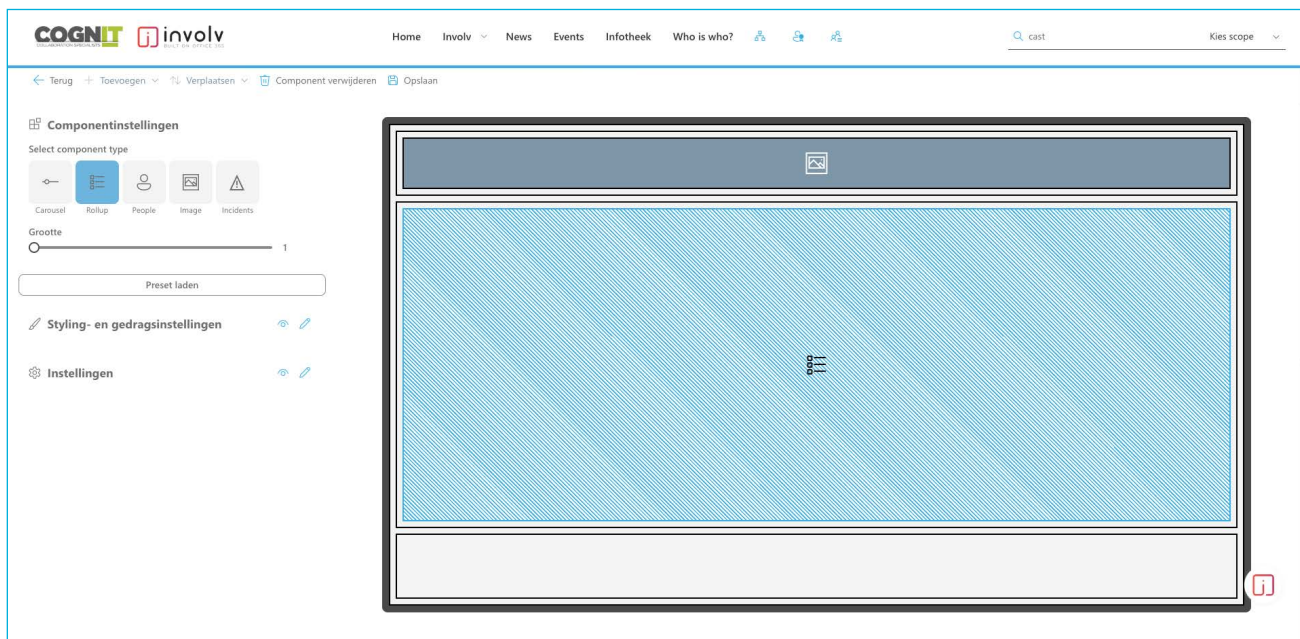 COGNIT
COLLABORATION SPECIALISTS
involv
BUILT ON OFFICE 365
Home Involv News Events Infotheek Who is who?
cast
Kies scope
Terug Toevoegen Verplaatsen Component verwijderen Opslaan
Componentinstellingen
Select component type
Carousel Rollup People Image Incidents
Grootte
1
Preset laden
Styling- en gedragsinstellingen
Instellingen